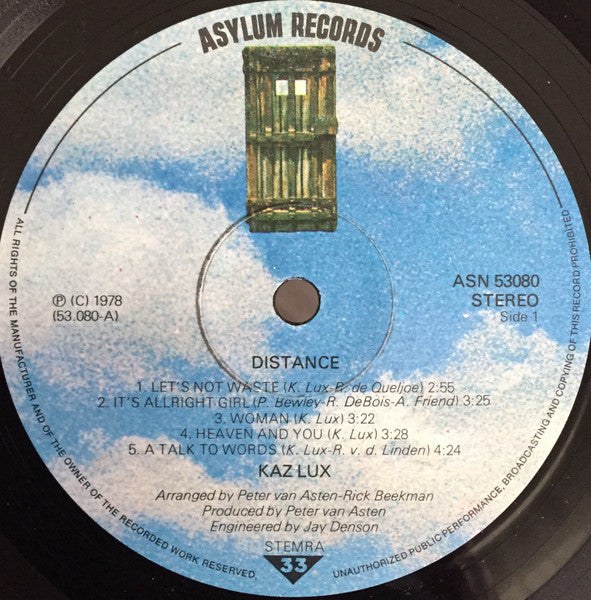 ASYLUM RECORDS
ASN 53080
STEREO
Side 1
℗ (C) 1978
(53.080-A)
DISTANCE
1. LET'S NOT WASTE (K. Lux-B. de Queljoe) 2:55
2. IT'S ALLRIGHT GIRL (P. Bewley-R. DeBois-A. Friend) 3:25
3. WOMAN (K. Lux) 3:22
4. HEAVEN AND YOU (K. Lux) 3:28
5. A TALK TO WORDS (K. Lux-R. v. d. Linden) 4:24
KAZ LUX
Arranged by Peter van Asten-Rick Beekman
Produced by Peter van Asten
Engineered by Jay Denson
STEMRA
33
ALL RIGHTS OF THE MANUFACTURER AND OF THE OWNER OF THE RECORDED WORK RESERVED.
UNAUTHORIZED PUBLIC PERFORMANCE, BROADCASTING AND COPYING OF THIS RECORD PROHIBITED